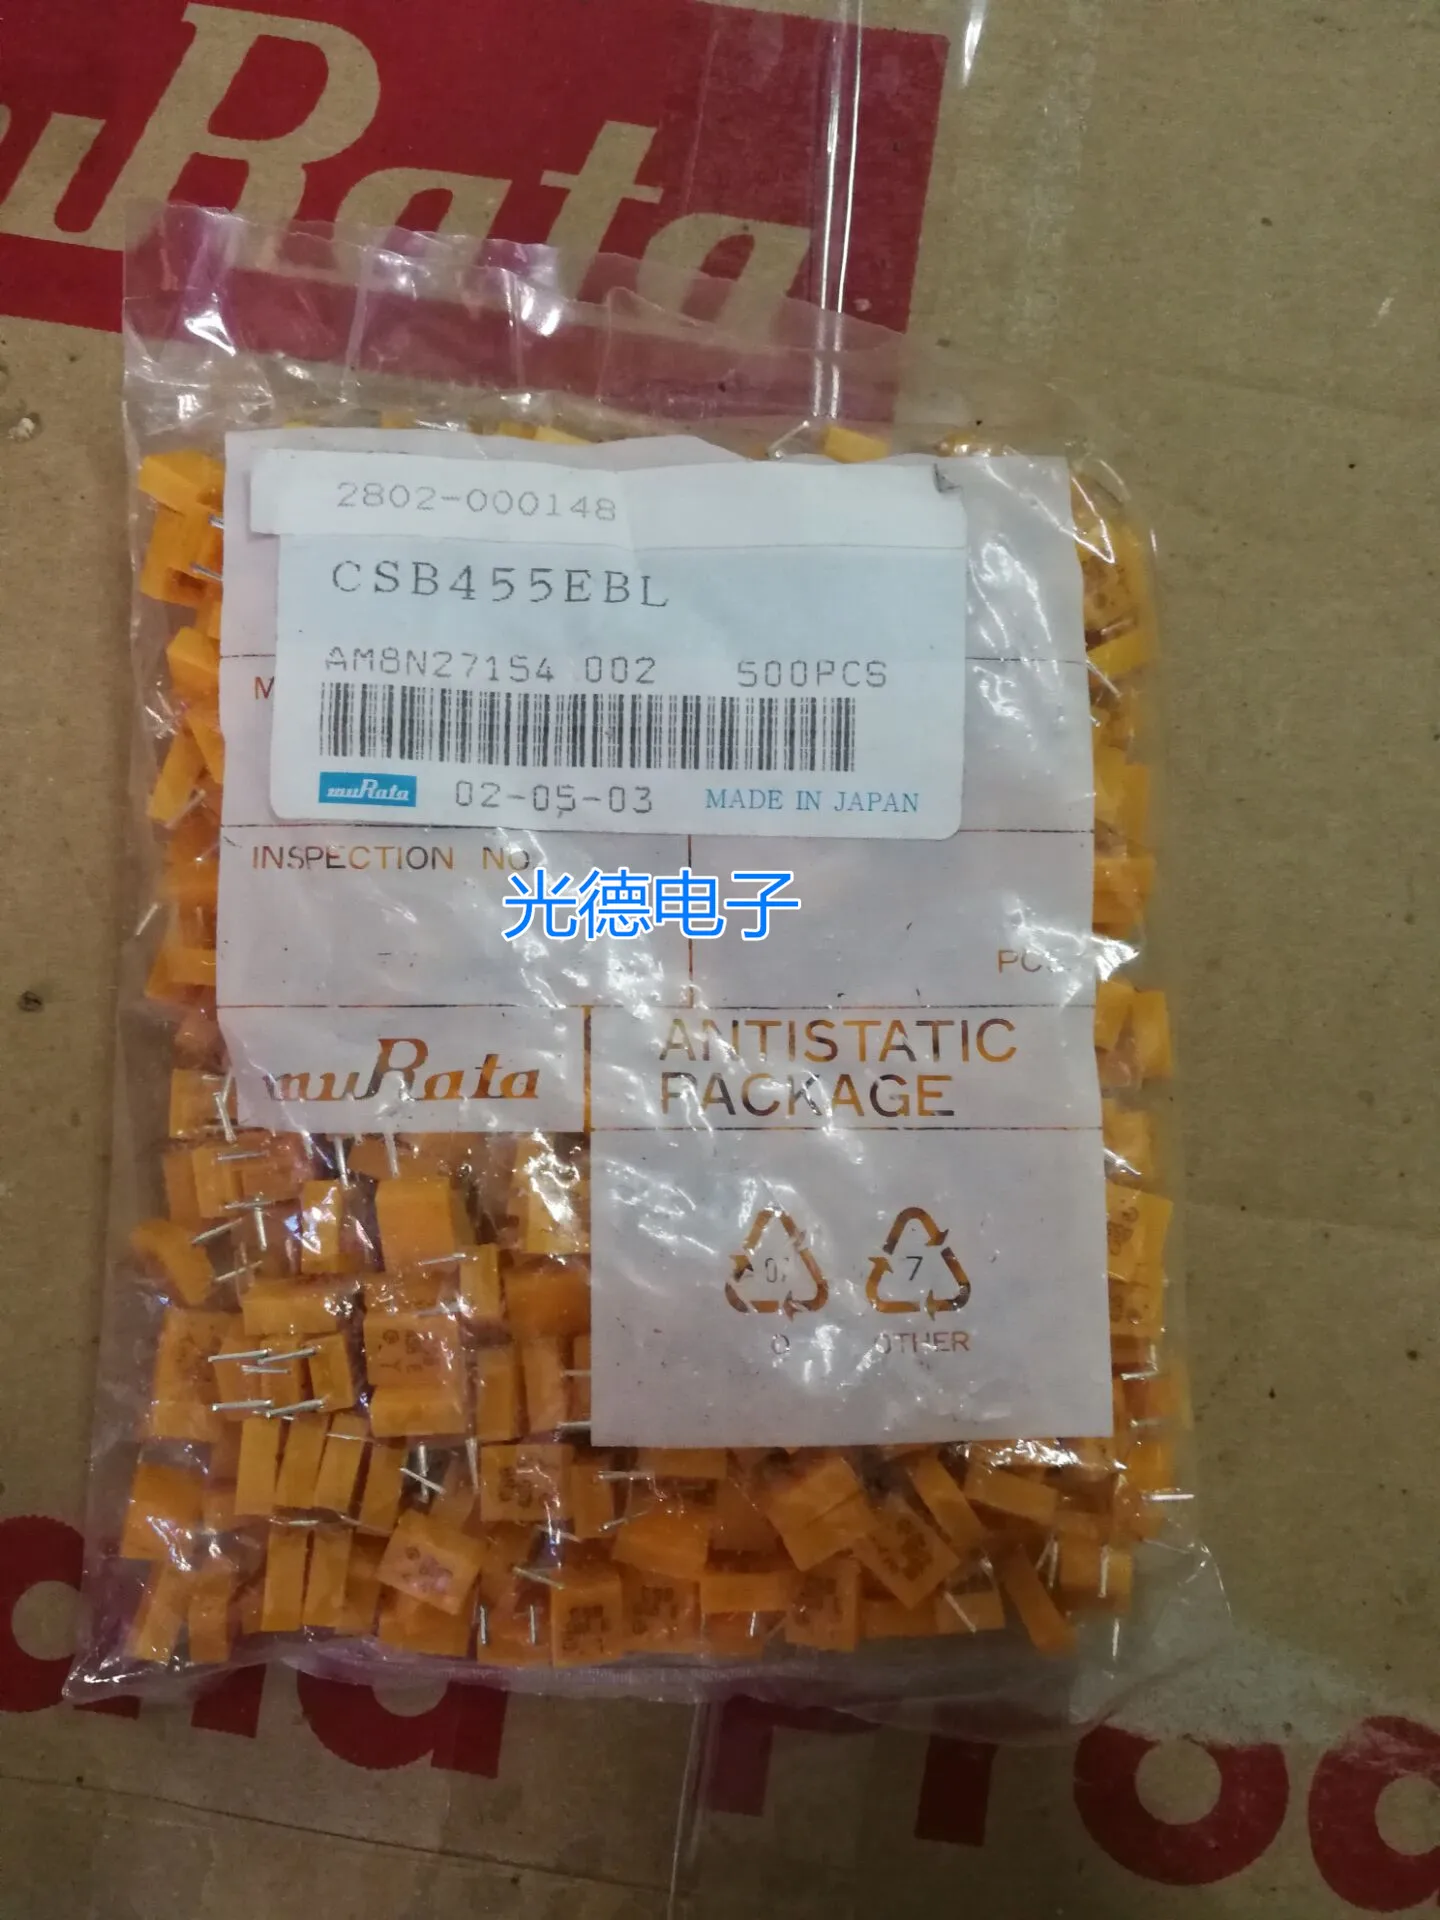 muRata
2802-000148
CSB455EBL
AM8N27154 002 500PCS
muRata 02-05-03 MADE IN JAPAN
INSPECTION NO
光德电子
muRata
ANTISTATIC
PACKAGE
7
OTHER